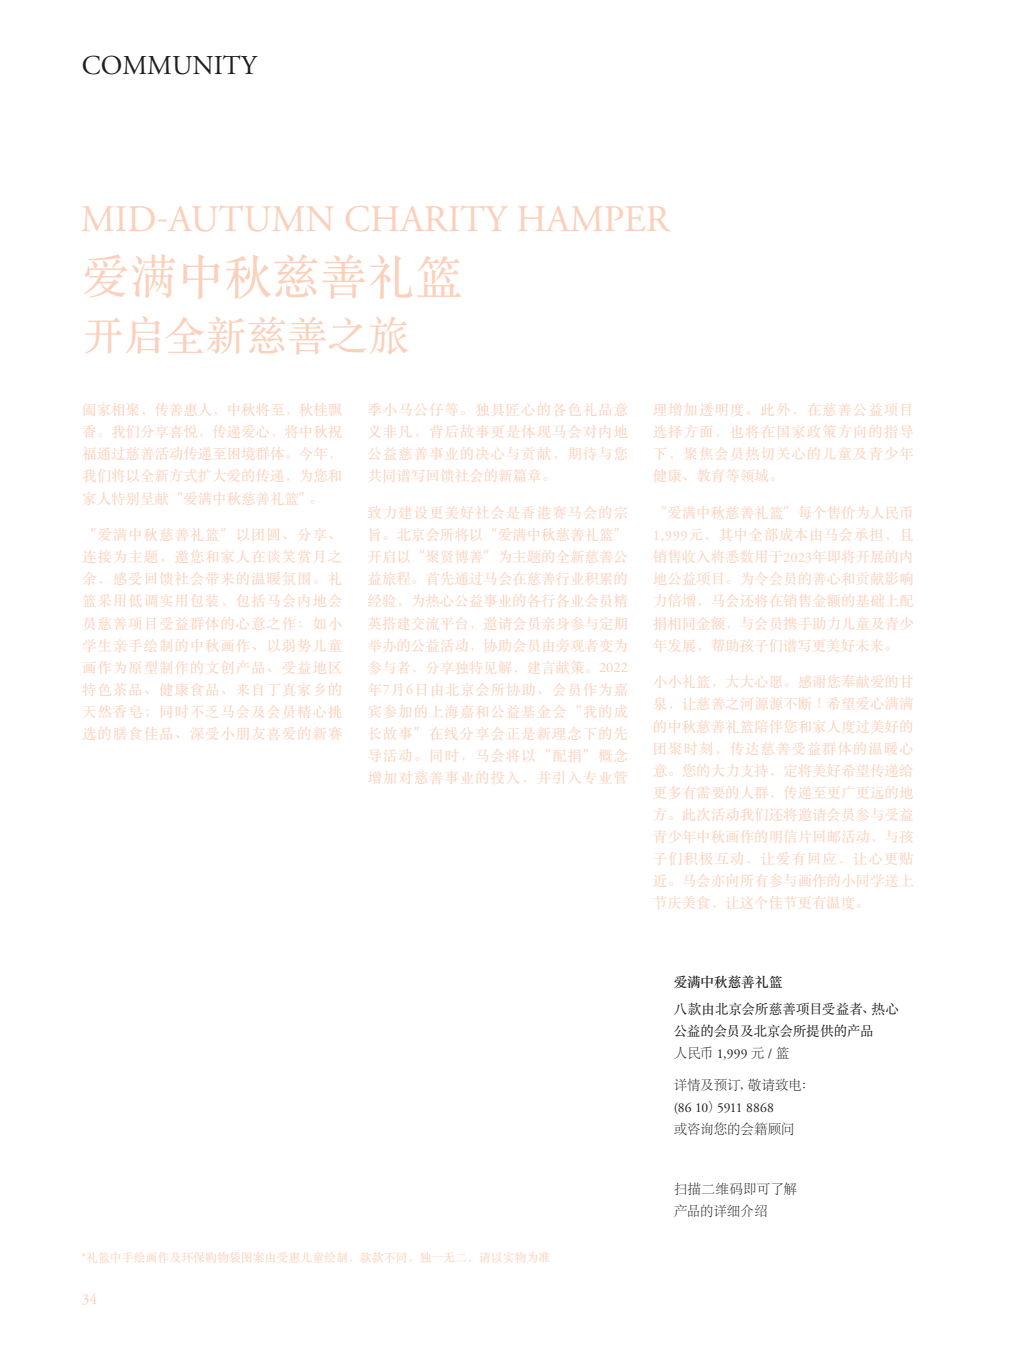 COMMUNITY
MID-AUTUMN CHARITY HAMPER
爱满中秋慈善礼篮
开启全新慈善之旅
阖家相聚，传善惠人，中秋将至，秋桂飘
香。我们分享喜悦，传递爱心，将中秋祝
福通过慈善活动传递至困境群体。今年，
我们将以全新方式扩大爱的传递，为您和
家人特别呈献“爱满中秋慈善礼篮”。
“爱满中秋慈善礼篮”以团圆、分享、
连接为主题，邀您和家人在谈笑赏月之
余，感受回馈社会带来的温暖氛围。礼
篮采用低调实用包装，包括马会内地会
员慈善项目受益群体的心意之作：如小
学生亲手绘制的中秋画作、以弱势儿童
画作为原型制作的文创产品、受益地区
特色茶品、健康食品、来自丁真家乡的
天然香皂；同时不乏马会及会员精心挑
选的膳食佳品、深受小朋友喜爱的新赛
季小马公仔等。独具匠心的各色礼品意
义非凡，背后故事更是体现马会对内地
公益慈善事业的决心与贡献，期待与您
共同谱写回馈社会的新篇章。
致力建设更美好社会是香港赛马会的宗
旨。北京会所将以“爱满中秋慈善礼篮”
开启以“聚贤博善”为主题的全新慈善公
益旅程。首先通过马会在慈善行业积累的
经验，为热心公益事业的各行各业会员精
英搭建交流平台，邀请会员亲身参与定期
举办的公益活动，协助会员由旁观者变为
参与者，分享独特见解，建言献策。2022
年7月6日由北京会所协助、会员作为嘉
宾参加的上海嘉和公益基金会“我的成
长故事”在线分享会正是新理念下的先
导活动。同时，马会将以“配捐”概念
增加对慈善事业的投入，并引入专业管
理增加透明度。此外，在慈善公益项目
选择方面，也将在国家政策方向的指导
下，聚焦会员热切关心的儿童及青少年
健康、教育等领域。
“爱满中秋慈善礼篮”每个售价为人民币
1,999元，其中全部成本由马会承担，且
销售收入将悉数用于2023年即将开展的内
地公益项目。为令会员的善心和贡献影响
力倍增，马会还将在销售金额的基础上配
捐相同金额，与会员携手助力儿童及青少
年发展，帮助孩子们谱写更美好未来。
小小礼篮，大大心愿。感谢您奉献爱的甘
泉，让慈善之河源源不断！希望爱心满满
的中秋慈善礼篮陪伴您和家人度过美好的
团聚时刻，传达慈善受益群体的温暖心
意。您的大力支持，定将美好希望传递给
更多有需要的人群，传递至更广更远的地
方。此次活动我们还将邀请会员参与受益
青少年中秋画作的明信片回邮活动，与孩
子们积极互动，让爱有回应，让心更贴
近。马会亦向所有参与画作的小同学送上
节庆美食，让这个佳节更有温度。
爱满中秋慈善礼篮
八款由北京会所慈善项目受益者、热心
公益的会员及北京会所提供的产品
人民币 1,999 元 / 篮
详情及预订, 敬请致电:
(86 10) 5911 8868
或咨询您的会籍顾问
扫描二维码即可了解
产品的详细介绍
*礼篮中手绘画作及环保购物袋图案由受惠儿童绘制，款款不同，独一无二，请以实物为准
34